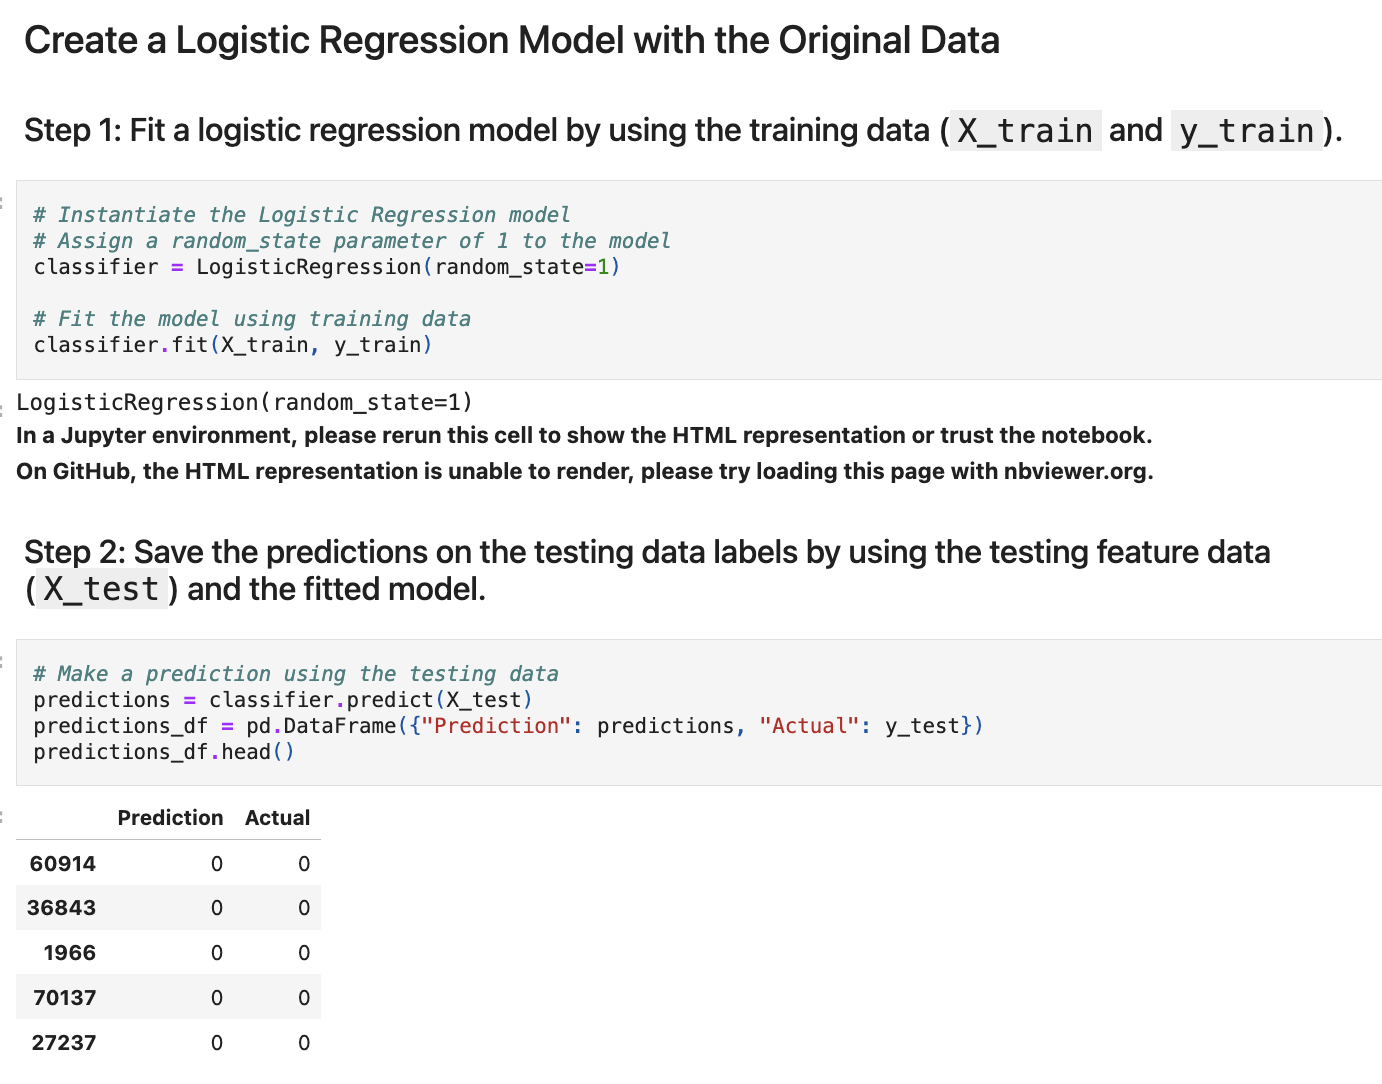 Create a Logistic Regression Model with the Original Data
Step 1: Fit a logistic regression model by using the training data ( X_train and y_train ).
# Instantiate the Logistic Regression model
# Assign a random_state parameter of 1 to the model
classifier = LogisticRegression(random_state=1)
# Fit the model using training data
classifier.fit(X_train, y_train)
LogisticRegression(random_state=1)
In a Jupyter environment, please rerun this cell to show the HTML representation or trust the notebook.
On GitHub, the HTML representation is unable to render, please try loading this page with nbviewer.org.
Step 2: Save the predictions on the testing data labels by using the testing feature data
( X_test ) and the fitted model.
# Make a prediction using the testing data
predictions = classifier.predict(X_test)
predictions_df = pd.DataFrame({"Prediction": predictions, "Actual": y_test})
predictions_df.head()
Prediction Actual
60914 0 0
36843 0 0
1966 0 0
70137 0 0
27237 0 0